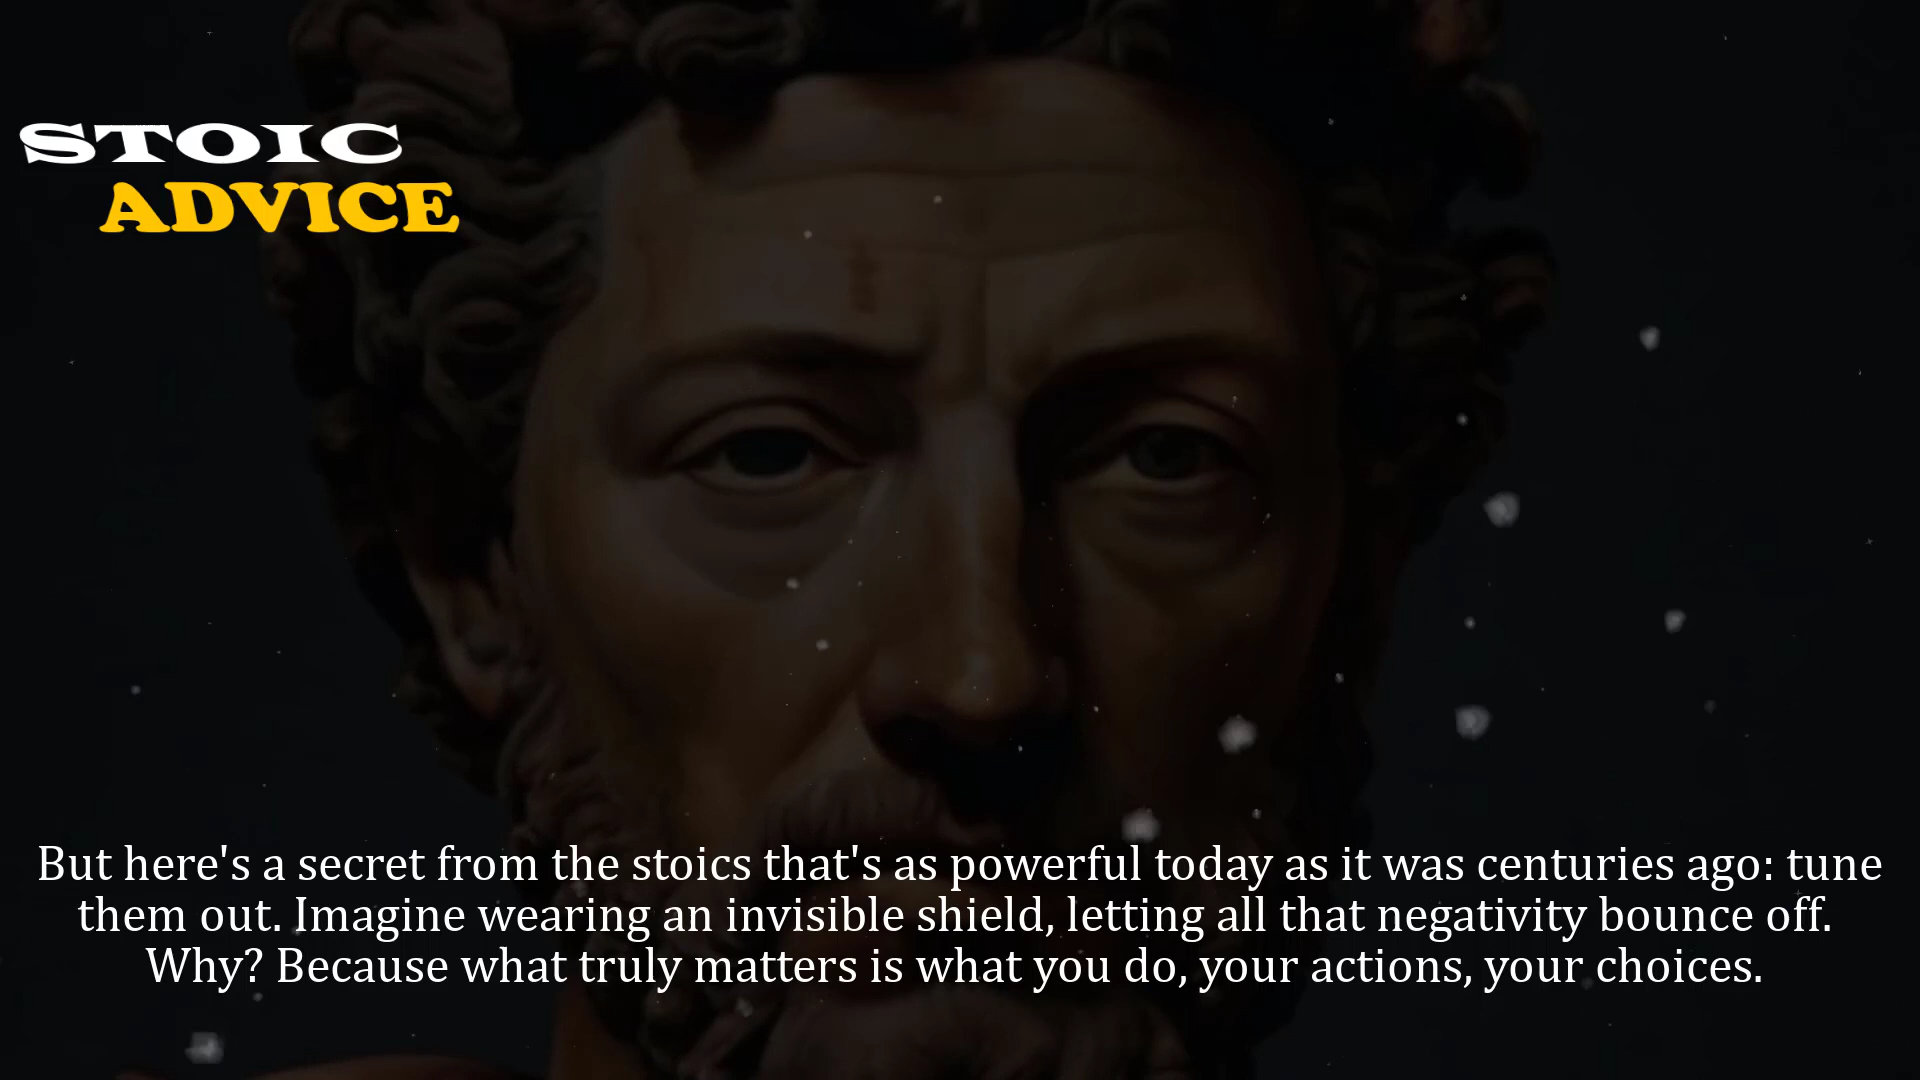 STOIC
ADVICE
But here's a secret from the stoics that's as powerful today as it was centuries ago: tune
them out. Imagine wearing an invisible shield, letting all that negativity bounce off.
Why? Because what truly matters is what you do, your actions, your choices.